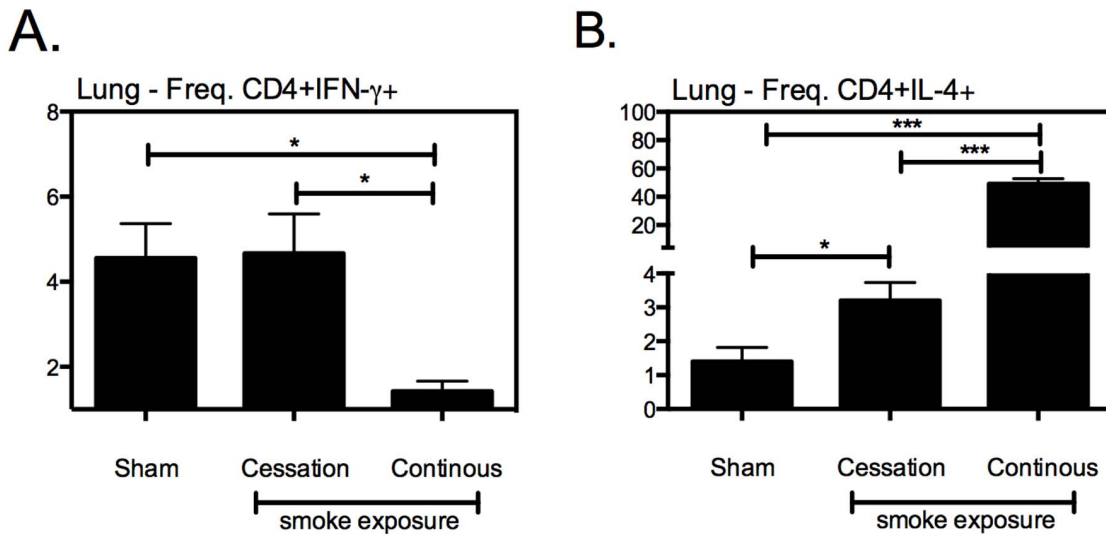 A.
Lung - Freq. CD4+IFN-γ+
8
6
4
2
*
*
Sham
Cessation
Continous
smoke exposure
B.
Lung - Freq. CD4+IL-4+
100
80
60
40
20
4
3
2
1
0
***
***
*
Sham
Cessation
Continous
smoke exposure